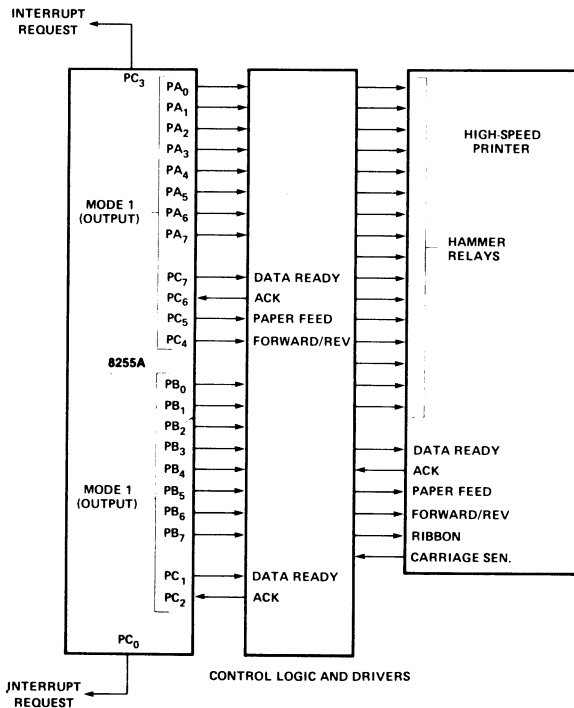 INTERRUPT
REQUEST
PC3
PA0
PA1
PA2
PA3
PA4
PA5
PA6
PA7
MODE 1
(OUTPUT)
PC7
PC6
PC5
PC4
8255A
PB0
PB1
PB2
PB3
PB4
PB5
PB6
PB7
MODE 1
(OUTPUT)
PC1
PC2
PC0
INTERRUPT
REQUEST
DATA READY
ACK
PAPER FEED
FORWARD/REV
DATA READY
ACK
CONTROL LOGIC AND DRIVERS
HIGH-SPEED
PRINTER
HAMMER
RELAYS
DATA READY
ACK
PAPER FEED
FORWARD/REV
RIBBON
CARRIAGE SEN.